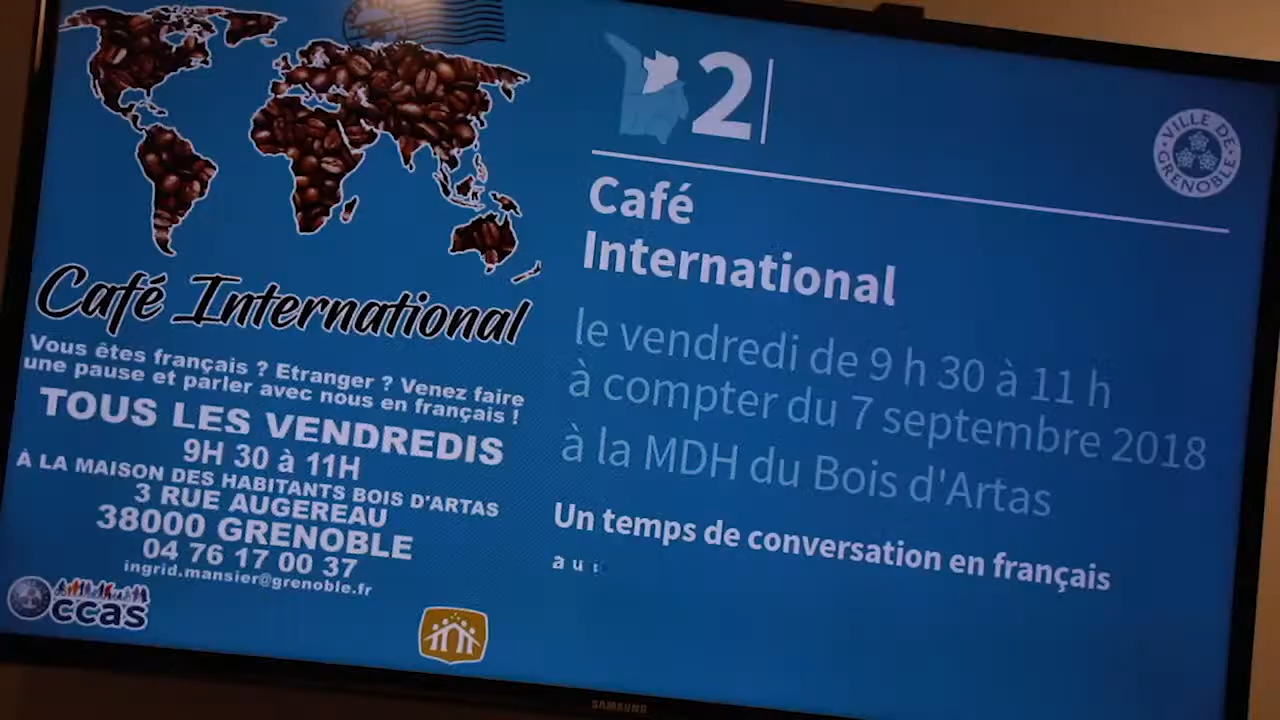 Café International
Vous êtes français ? Etranger ? Venez faire
une pause et parler avec nous en français !
TOUS LES VENDREDIS
9H 30 à 11H
À LA MAISON DES HABITANTS BOIS D'ARTAS
3 RUE AUGEREAU
38000 GRENOBLE
04 76 17 00 37
ingrid.mansier@grenoble.fr
ccas
2
VILLE DE GRENOBLE
Café
International
le vendredi de 9 h 30 à 11 h
à compter du 7 septembre 2018
à la MDH du Bois d'Artas
Un temps de conversation en français
au
SAMSUNG